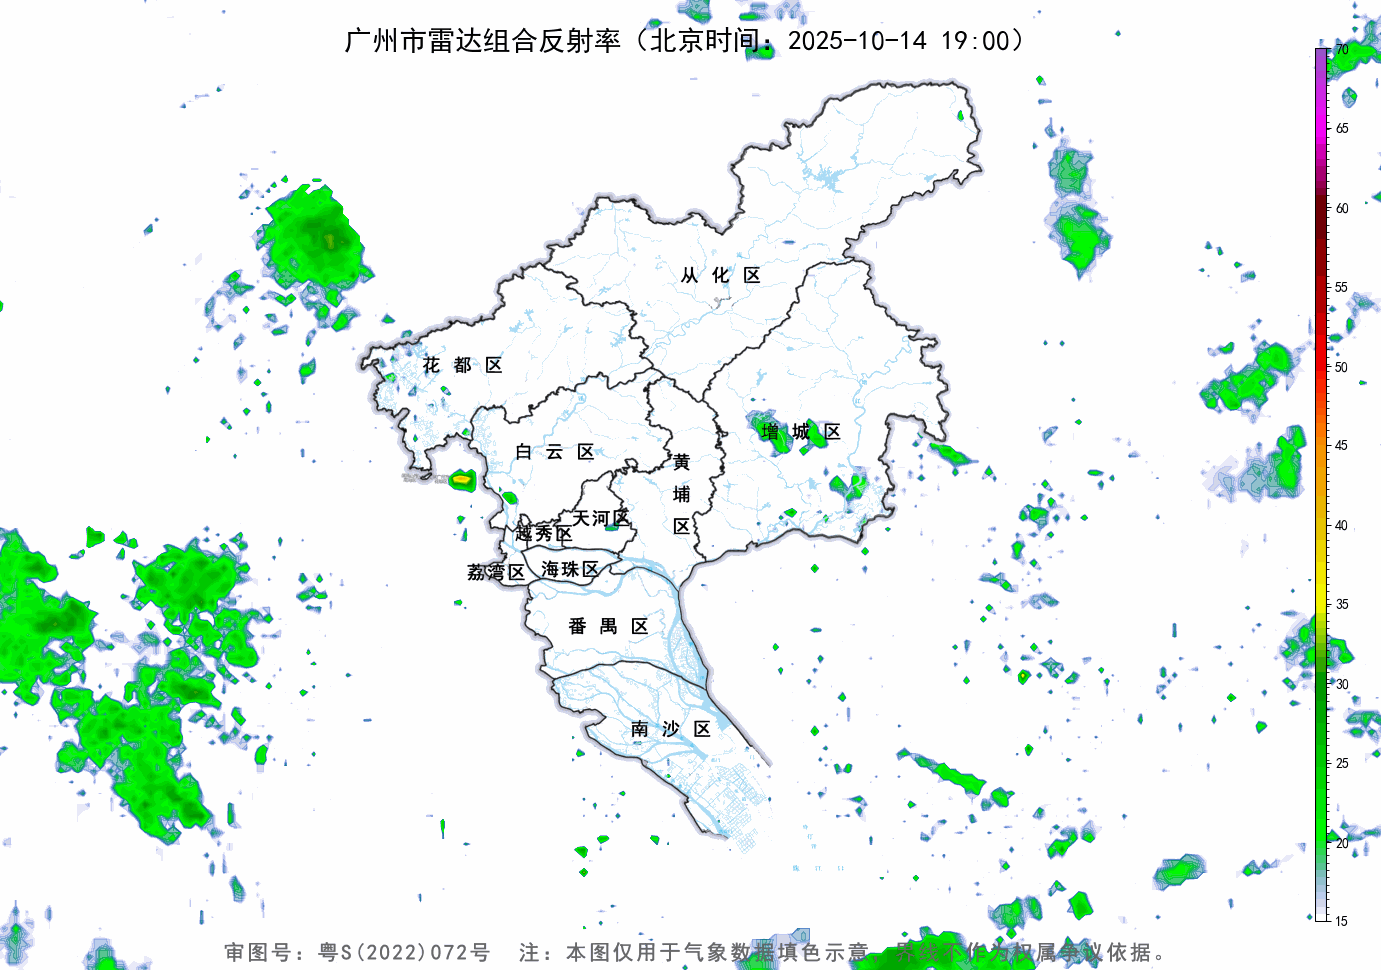 广州市雷达组合反射率（北京时间：2025-10-14 19:00）
70
65
60
55
50
45
40
35
30
25
20
15
从化区
花都区
增城区
白云区
黄埔区
天河区
越秀区
荔湾区
海珠区
番禺区
南沙区
审图号：粤S(2022)072号 注：本图仅用于气象数据填色示意，界线不作为权属争议依据。